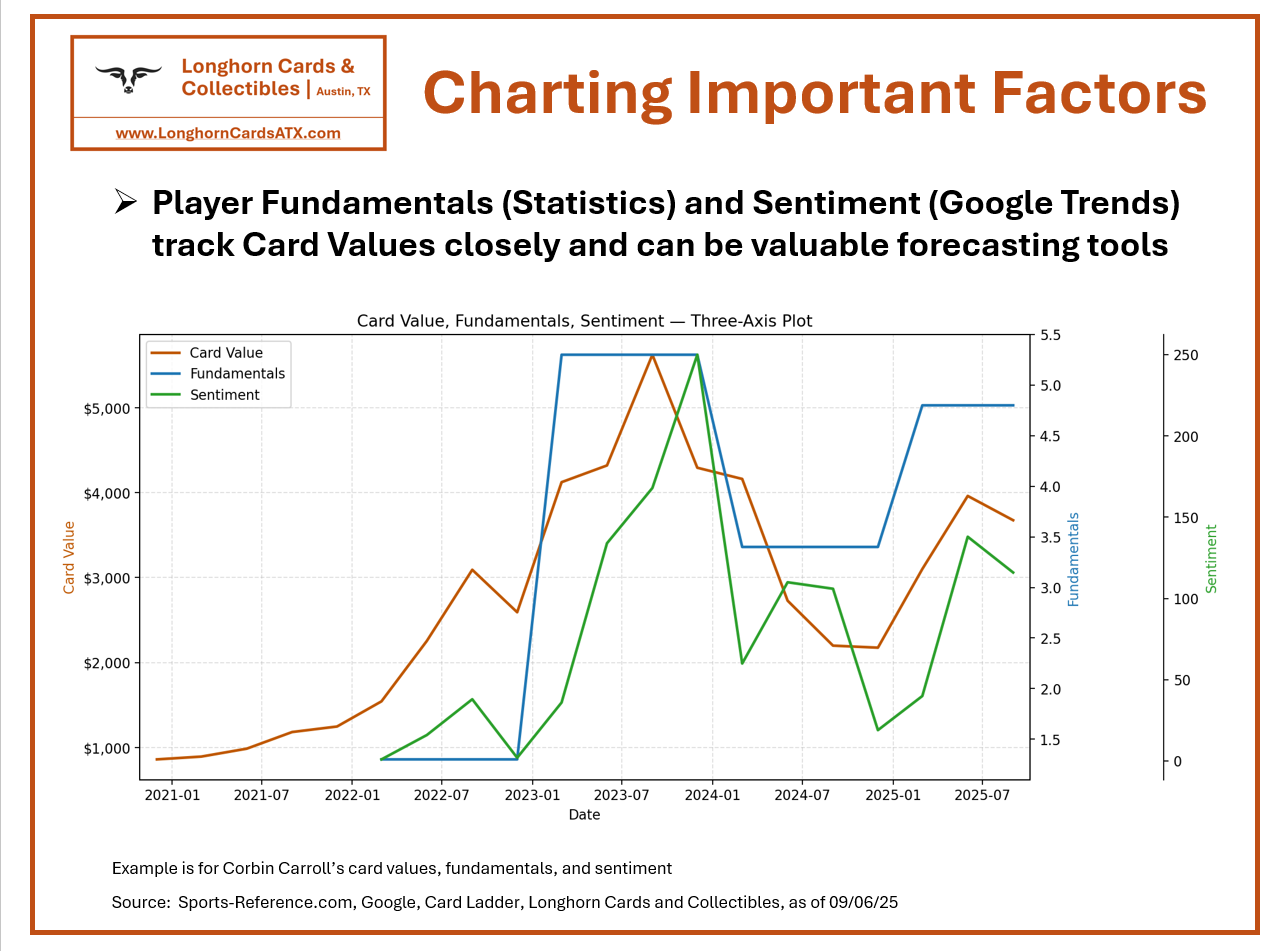 Longhorn Cards &
Collectibles | Austin, TX
www.LonghornCardsATX.com
Charting Important Factors
➢ Player Fundamentals (Statistics) and Sentiment (Google Trends)
track Card Values closely and can be valuable forecasting tools
Card Value, Fundamentals, Sentiment — Three-Axis Plot
Card Value
Fundamentals
Sentiment
$5,000
$4,000
$3,000
$2,000
$1,000
Card Value
5.5
5.0
4.5
4.0
3.5
3.0
2.5
2.0
1.5
Fundamentals
250
200
150
100
50
0
Sentiment
2021-01 2021-07 2022-01 2022-07 2023-01 2023-07 2024-01 2024-07 2025-01 2025-07
Date
Example is for Corbin Carroll’s card values, fundamentals, and sentiment
Source:  Sports-Reference.com, Google, Card Ladder, Longhorn Cards and Collectibles, as of 09/06/25